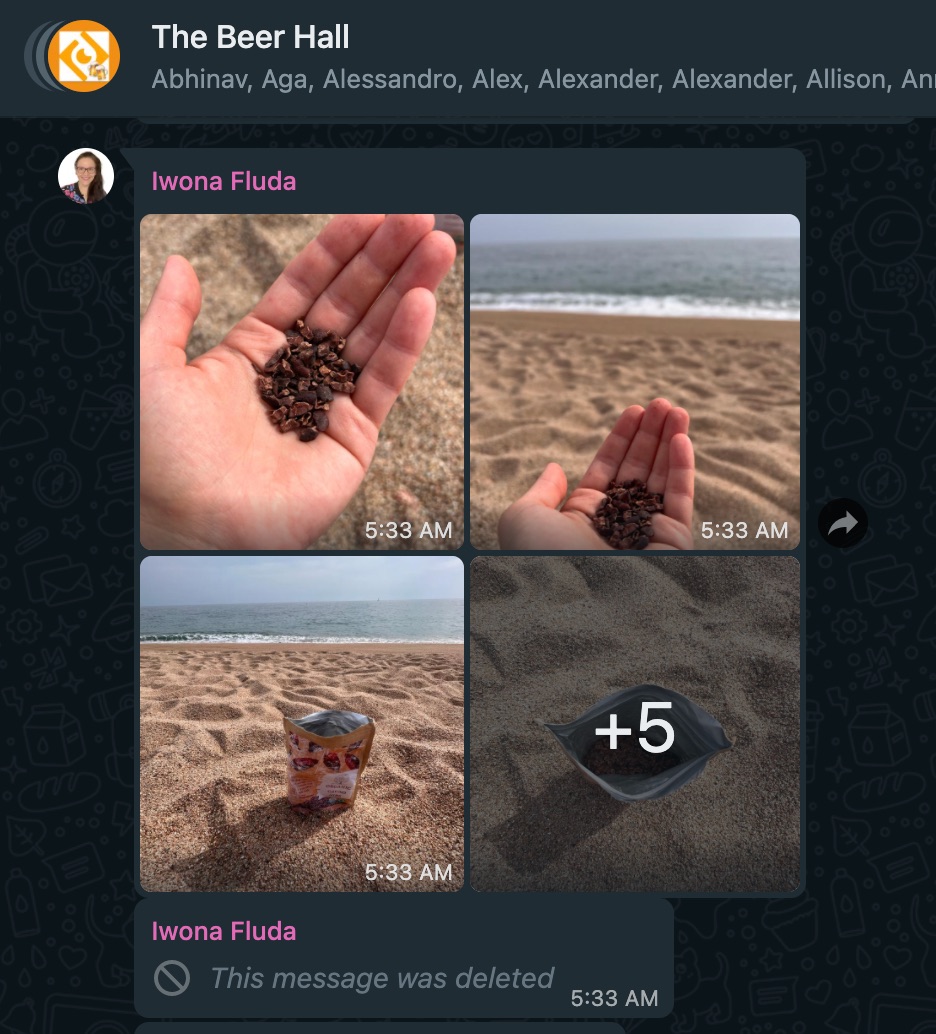 The Beer Hall
Abhinav, Aga, Alessandro, Alex, Alexander, Alexander, Allison, An
Iwona Fluda
5:33 AM
5:33 AM
5:33 AM
+5
Iwona Fluda
This message was deleted
5:33 AM